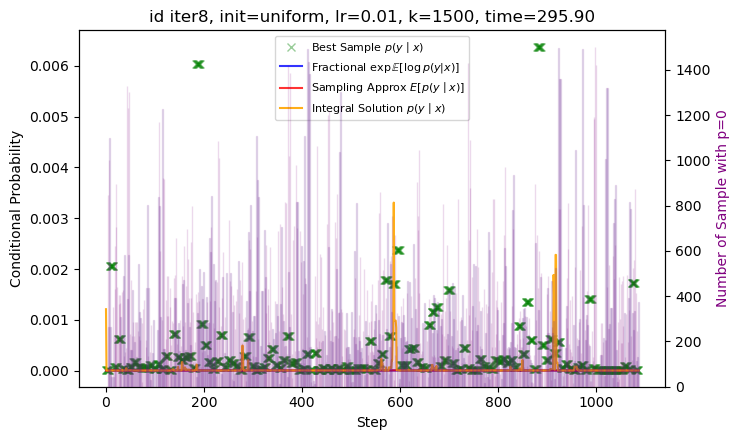 id iter8, init=uniform, lr=0.01, k=1500, time=295.90
Best Sample p(y | x)
Fractional exp𝔼[log p(y|x)]
Sampling Approx E[p(y | x)]
Integral Solution p(y | x)
Conditional Probability
0.006
0.005
0.004
0.003
0.002
0.001
0.000
1400
1200
1000
800
600
400
200
0
Number of Sample with p=0
0 200 400 600 800 1000
Step